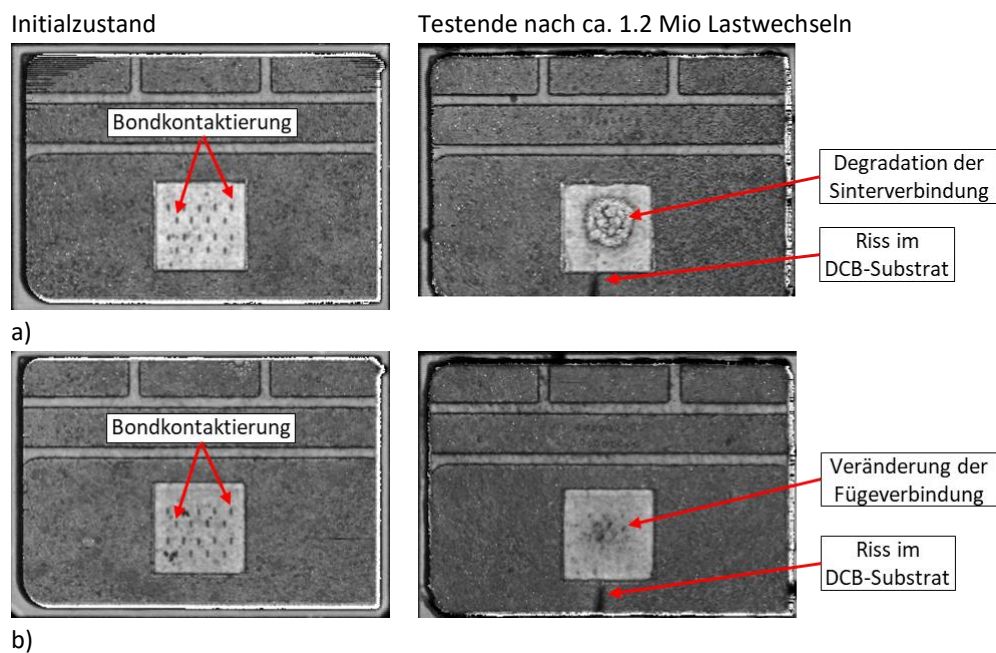 Initialzustand
Testende nach ca. 1.2 Mio Lastwechseln
Bondkontaktierung
Degradation der
Sinterverbindung
Riss im
DCB-Substrat
a)
Bondkontaktierung
Veränderung der
Fügeverbindung
Riss im
DCB-Substrat
b)